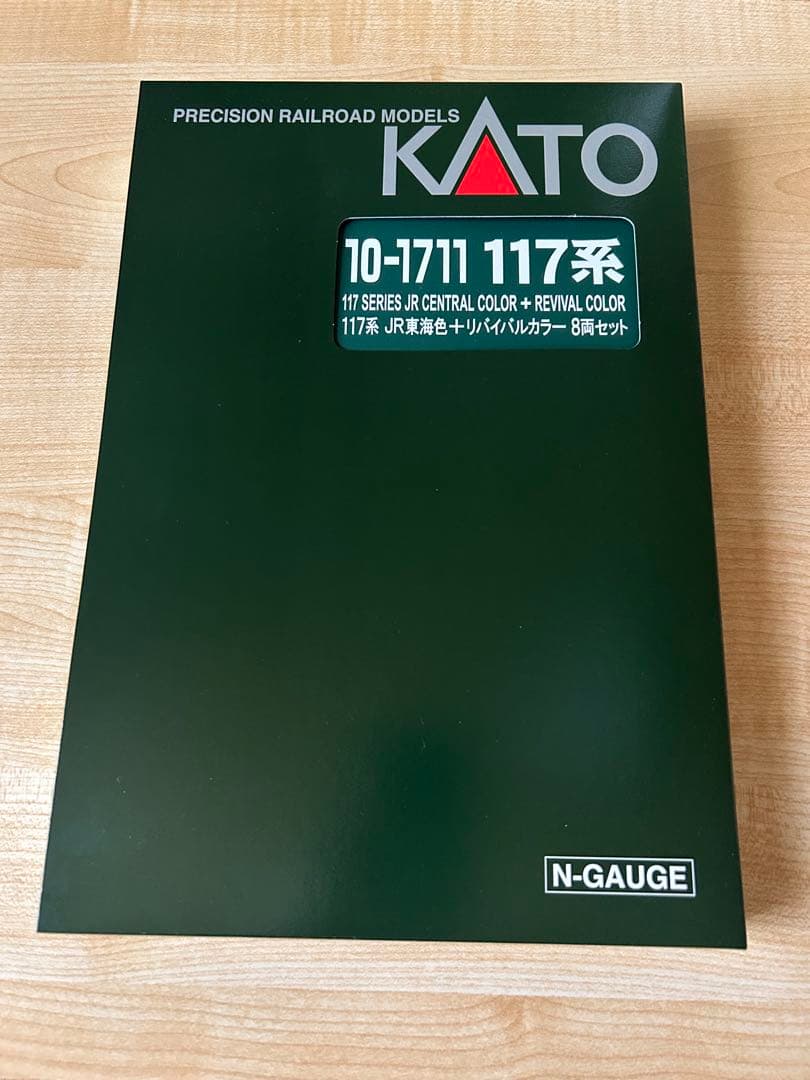 PRECISION RAILROAD MODELS
KATO
10-1711 117系
117 SERIES JR CENTRAL COLOR + REVIVAL COLOR
117系 JR東海色+リバイバルカラー 8両セット
N-GAUGE